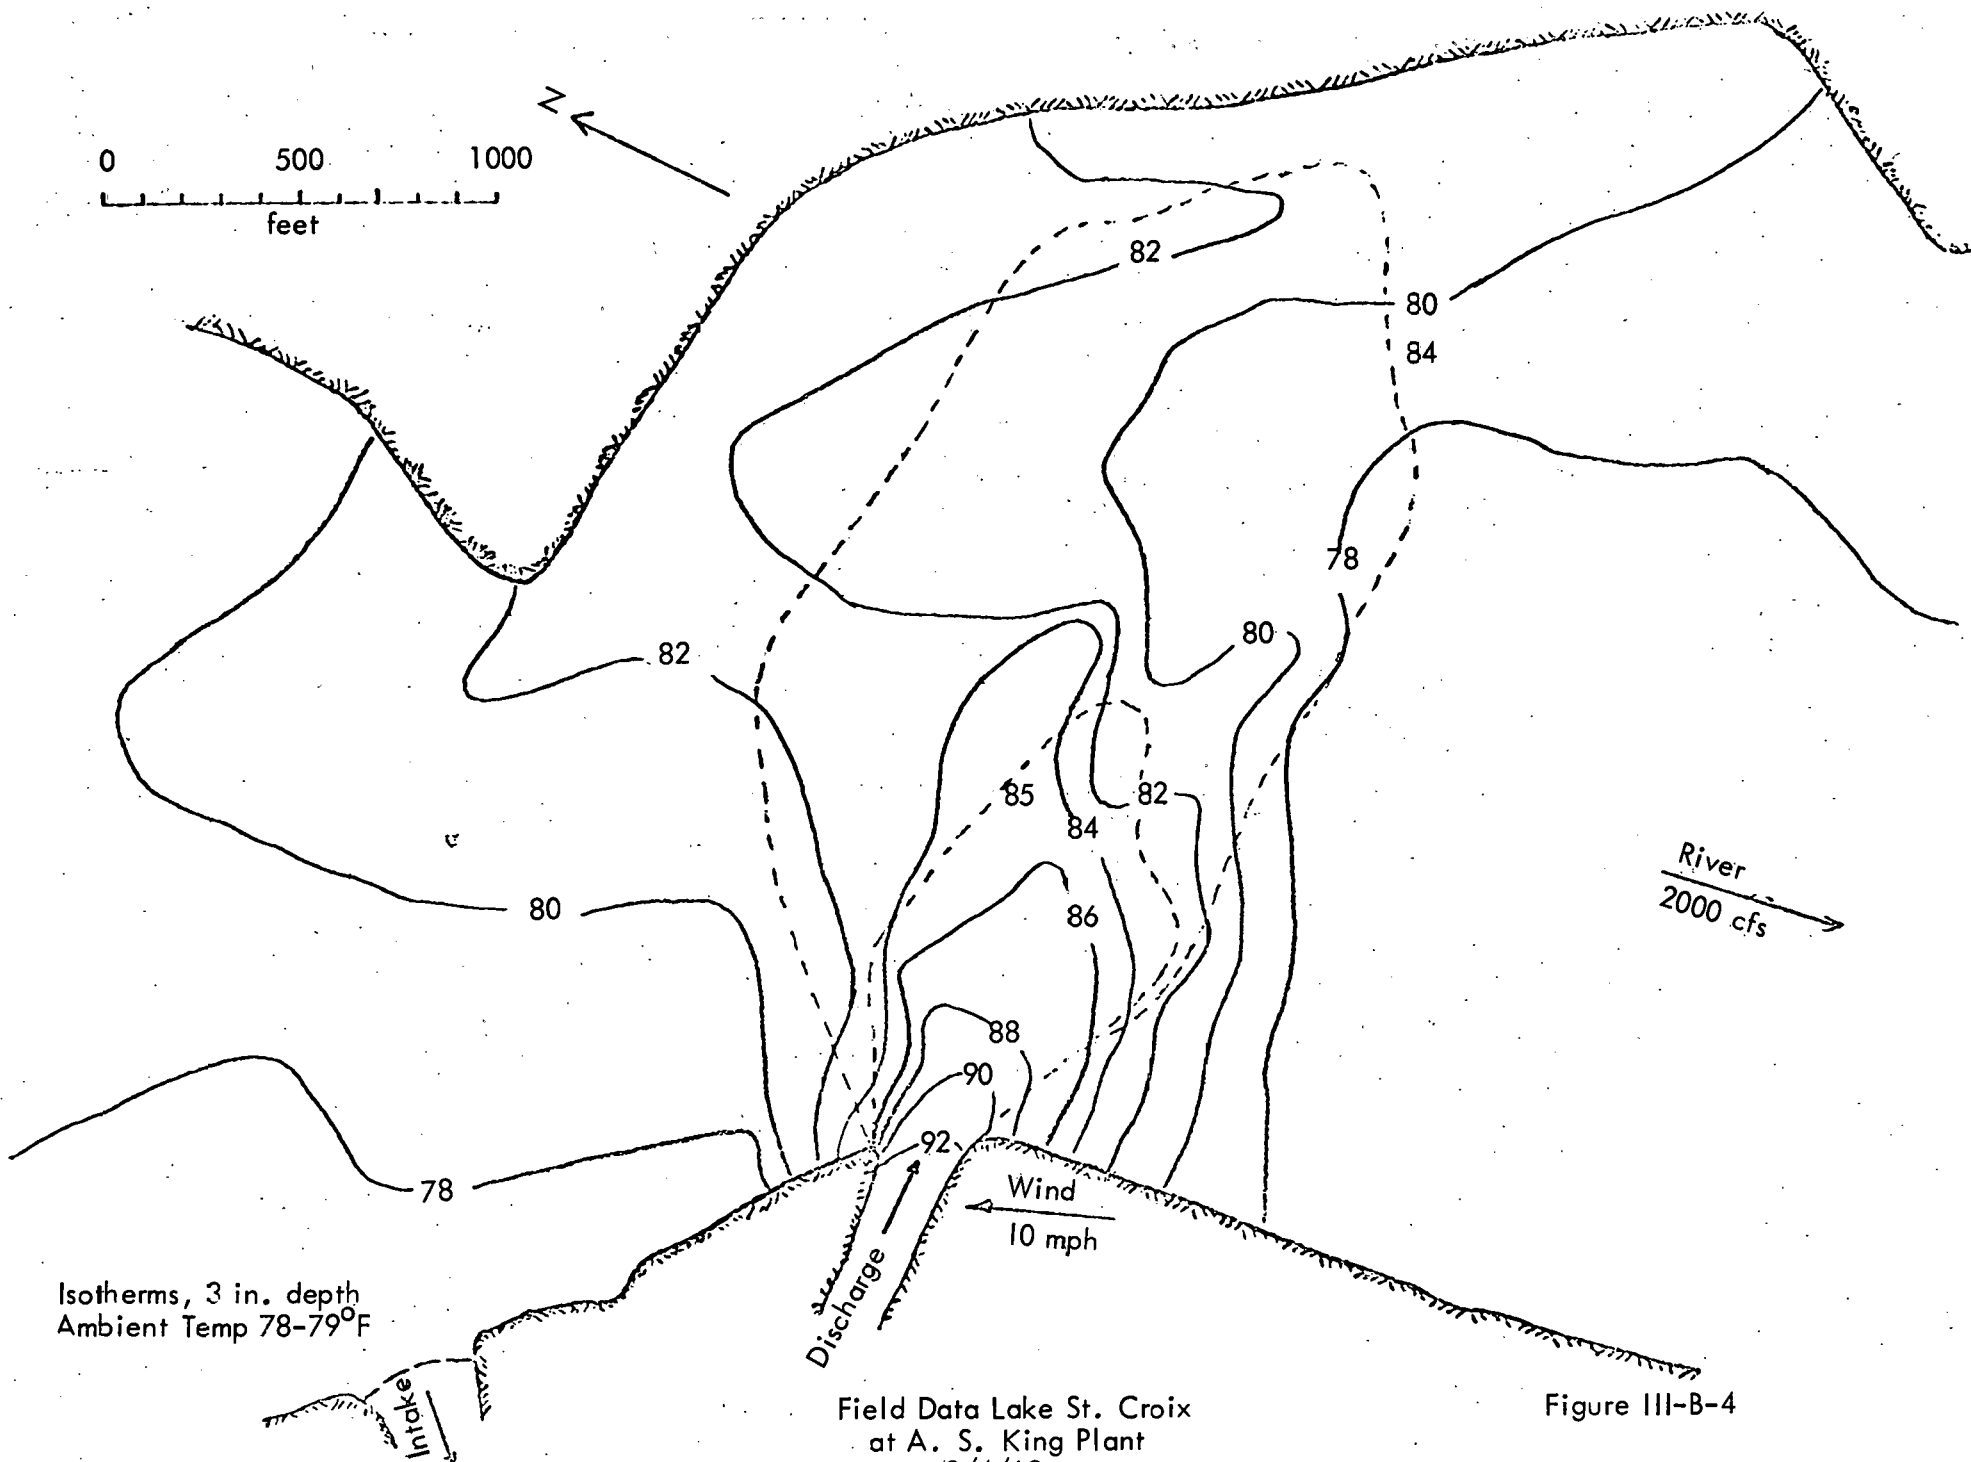 N
0 500 1000
feet
82
80
84
78
80
82
85
82
84
80
86
River
2000 cfs
88
90
92
78
Wind
10 mph
Discharge
Intake
Isotherms, 3 in. depth
Ambient Temp 78-79°F
Field Data Lake St. Croix
at A. S. King Plant
Figure III-B-4